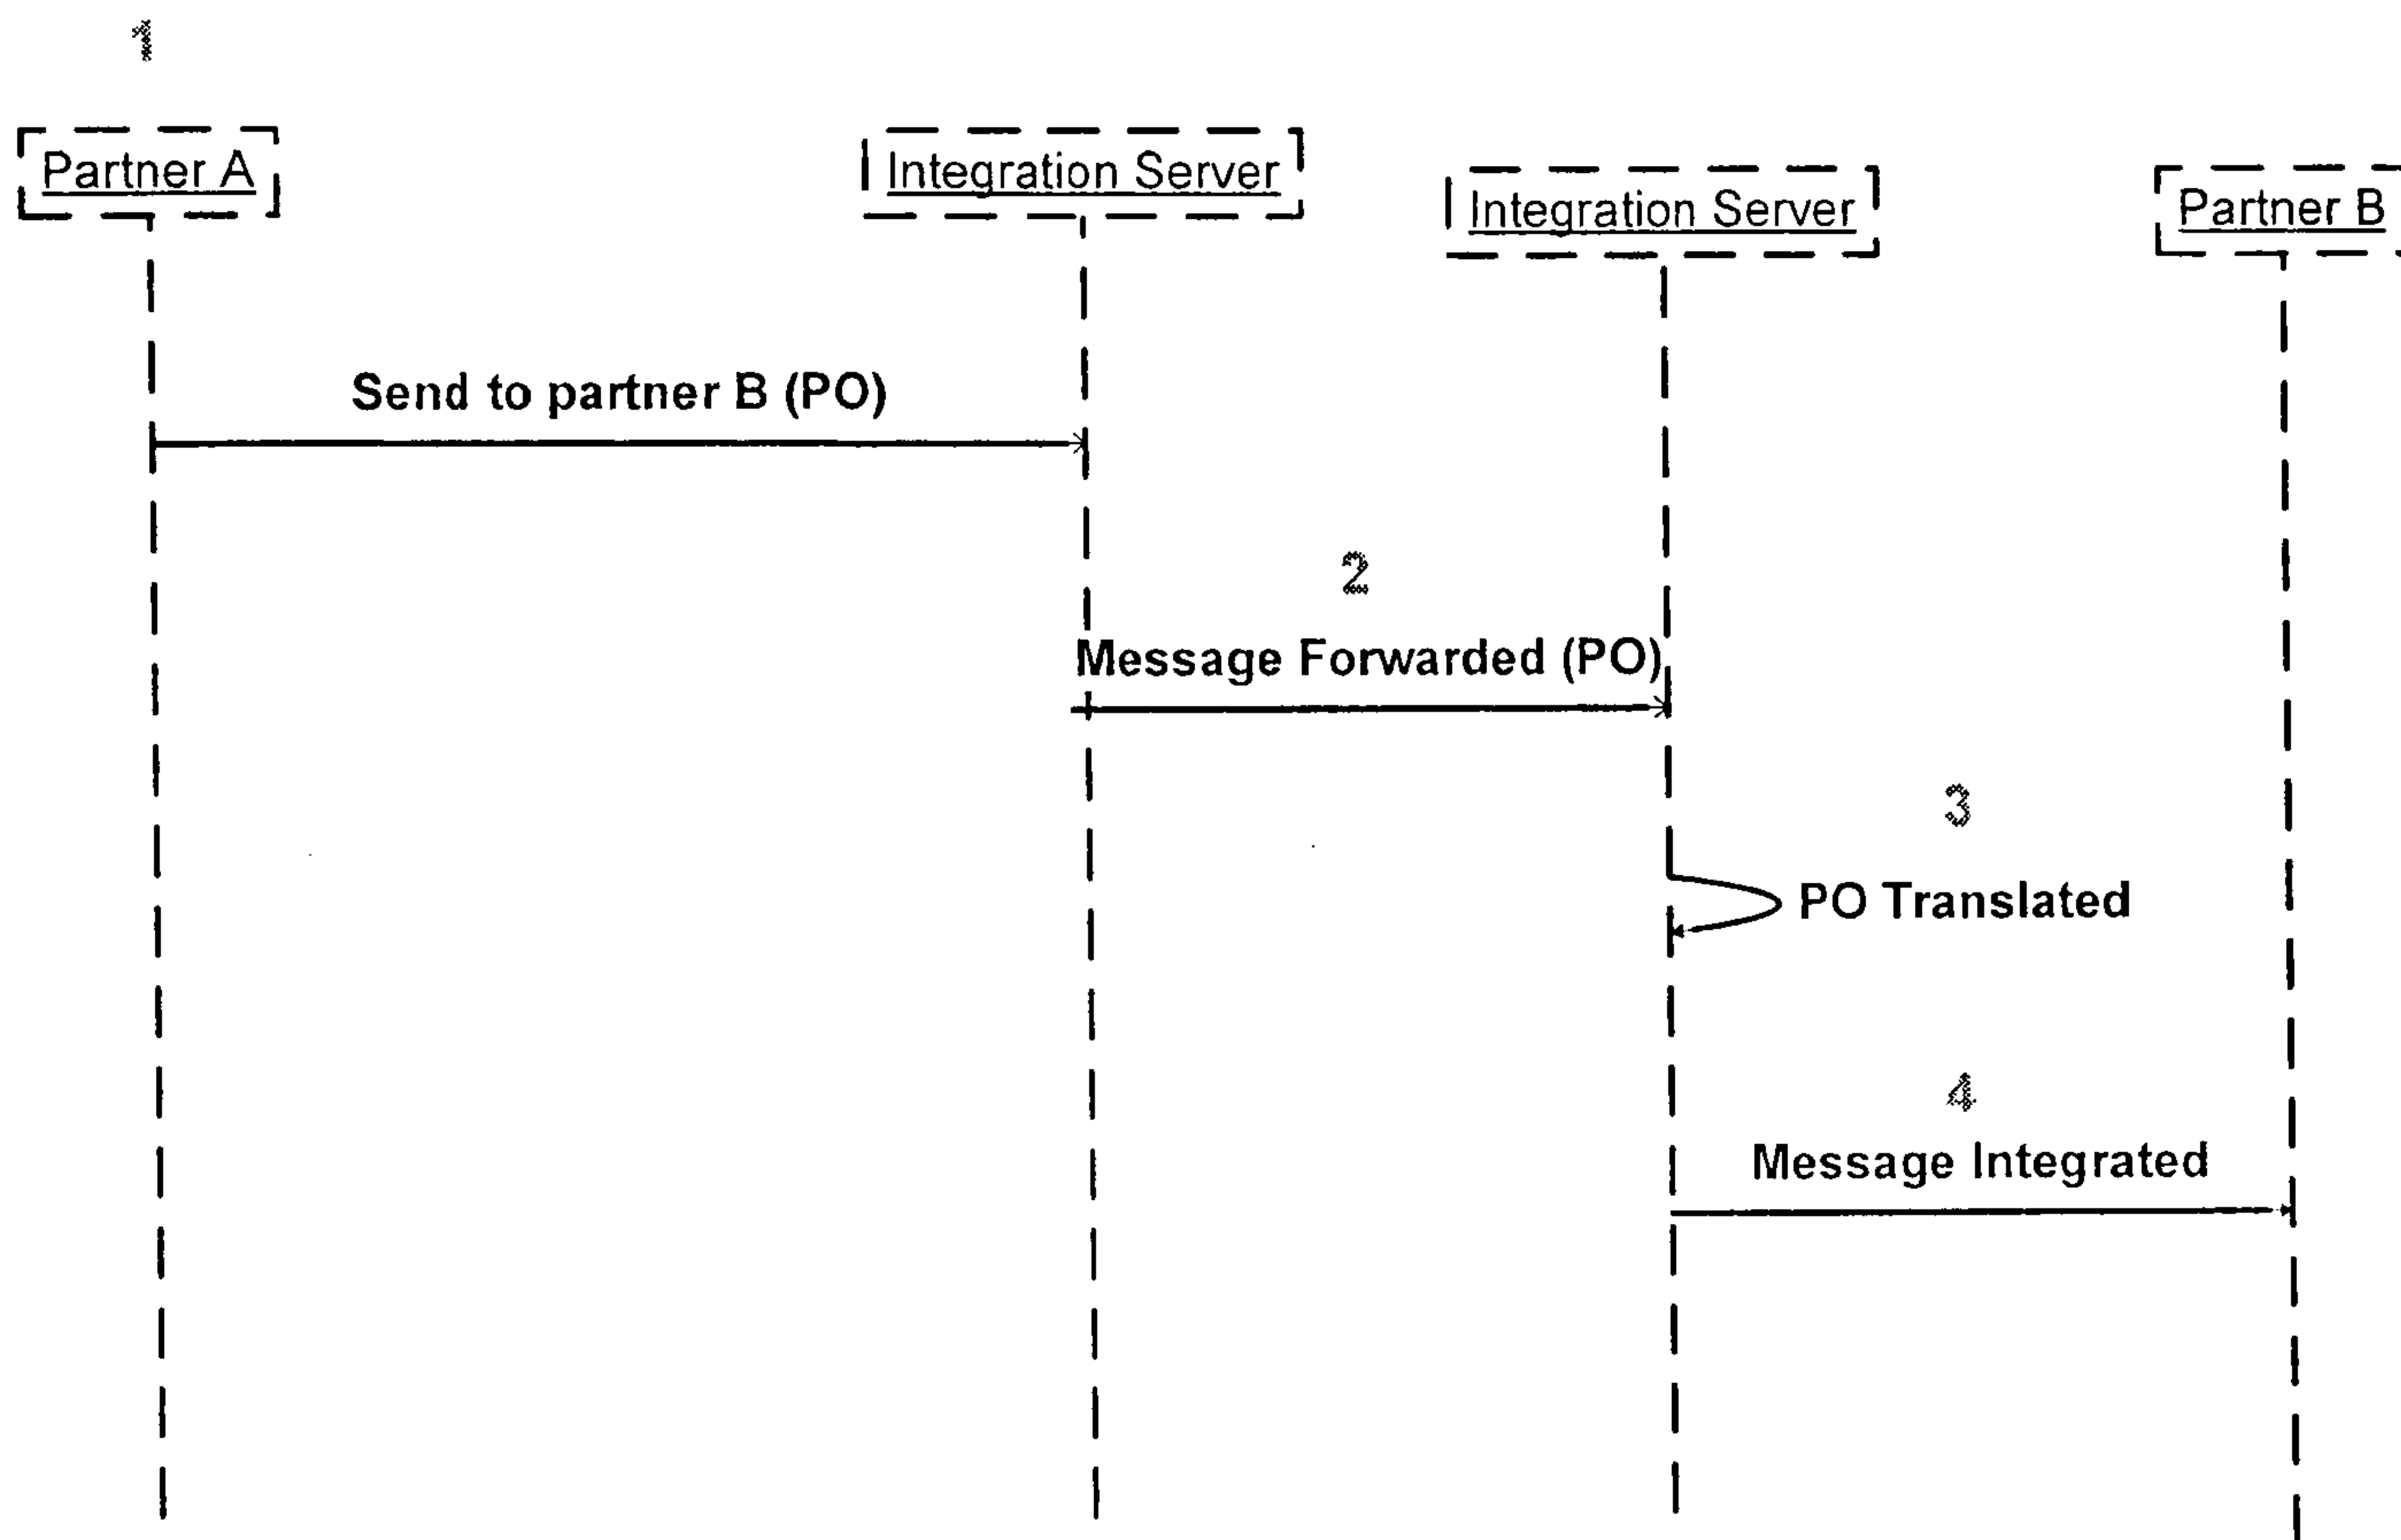 1
Partner A
Integration Server
Integration Server
Partner B
Send to partner B (PO)
2
Message Forwarded (PO)
3
PO Translated
4
Message Integrated